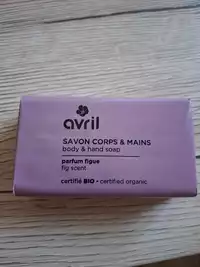 avril
SAVON CORPS & MAINS
body & hand soap
parfum figue
fig scent
certifié BIO • certified organic